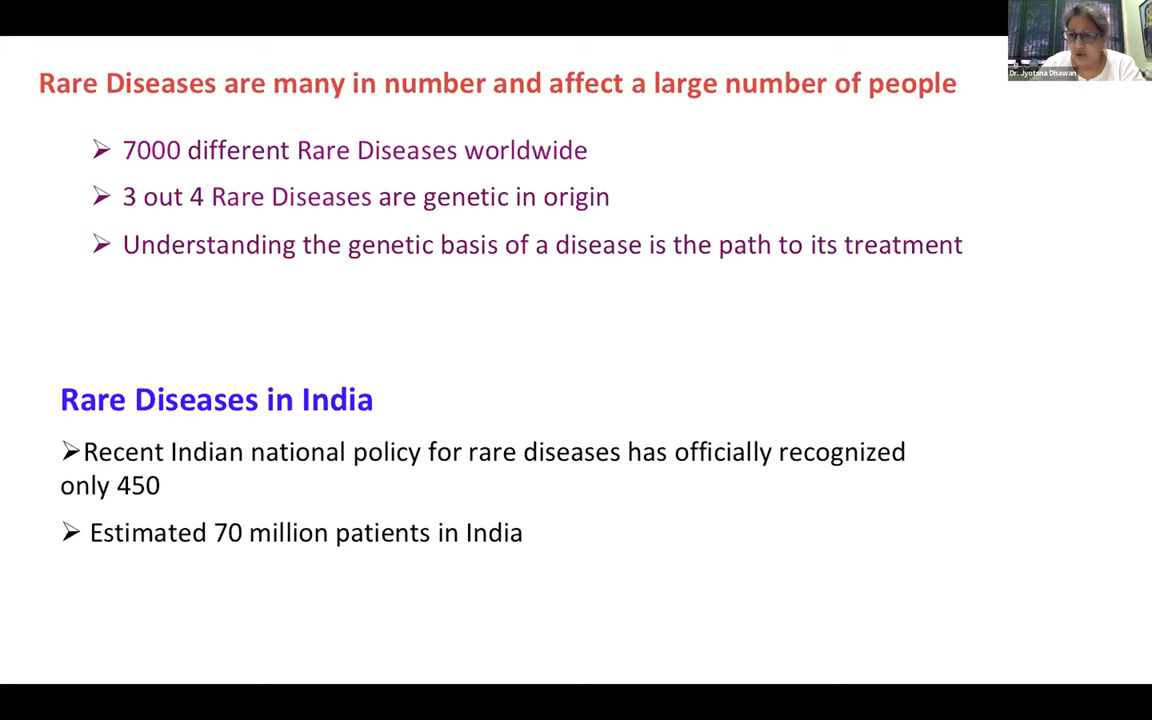 Dr. Jyotsna Dhawan
Rare Diseases are many in number and affect a large number of people
➢ 7000 different Rare Diseases worldwide
➢ 3 out 4 Rare Diseases are genetic in origin
➢ Understanding the genetic basis of a disease is the path to its treatment
Rare Diseases in India
➢Recent Indian national policy for rare diseases has officially recognized
only 450
➢ Estimated 70 million patients in India